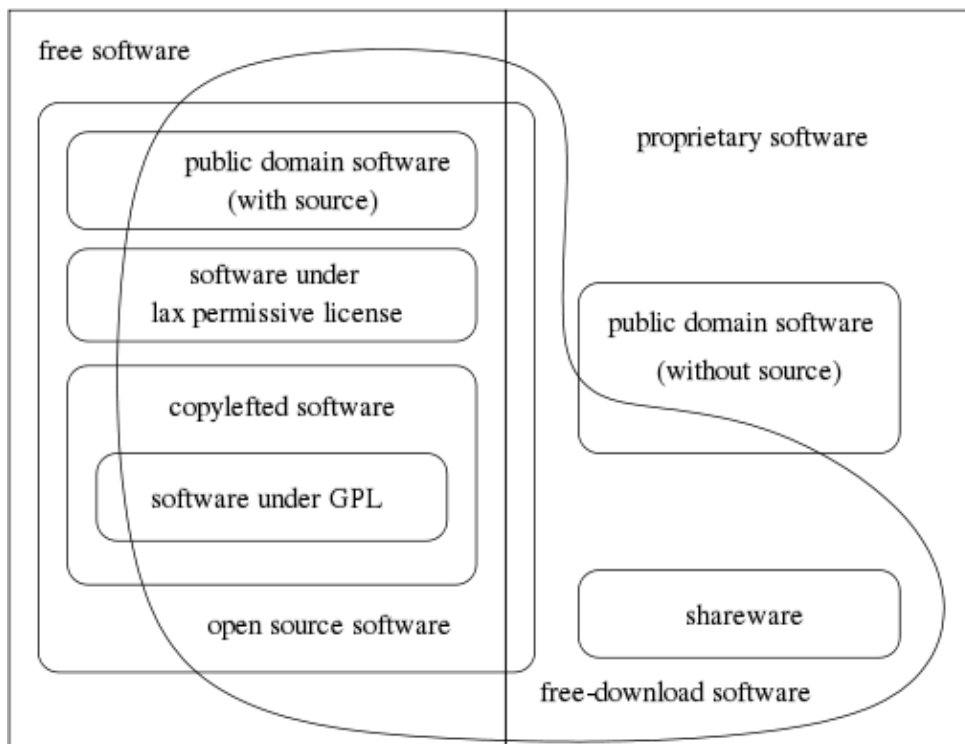 free software
public domain software
(with source)
software under
lax permissive license
copylefted software
software under GPL
open source software
proprietary software
public domain software
(without source)
shareware
free-download software